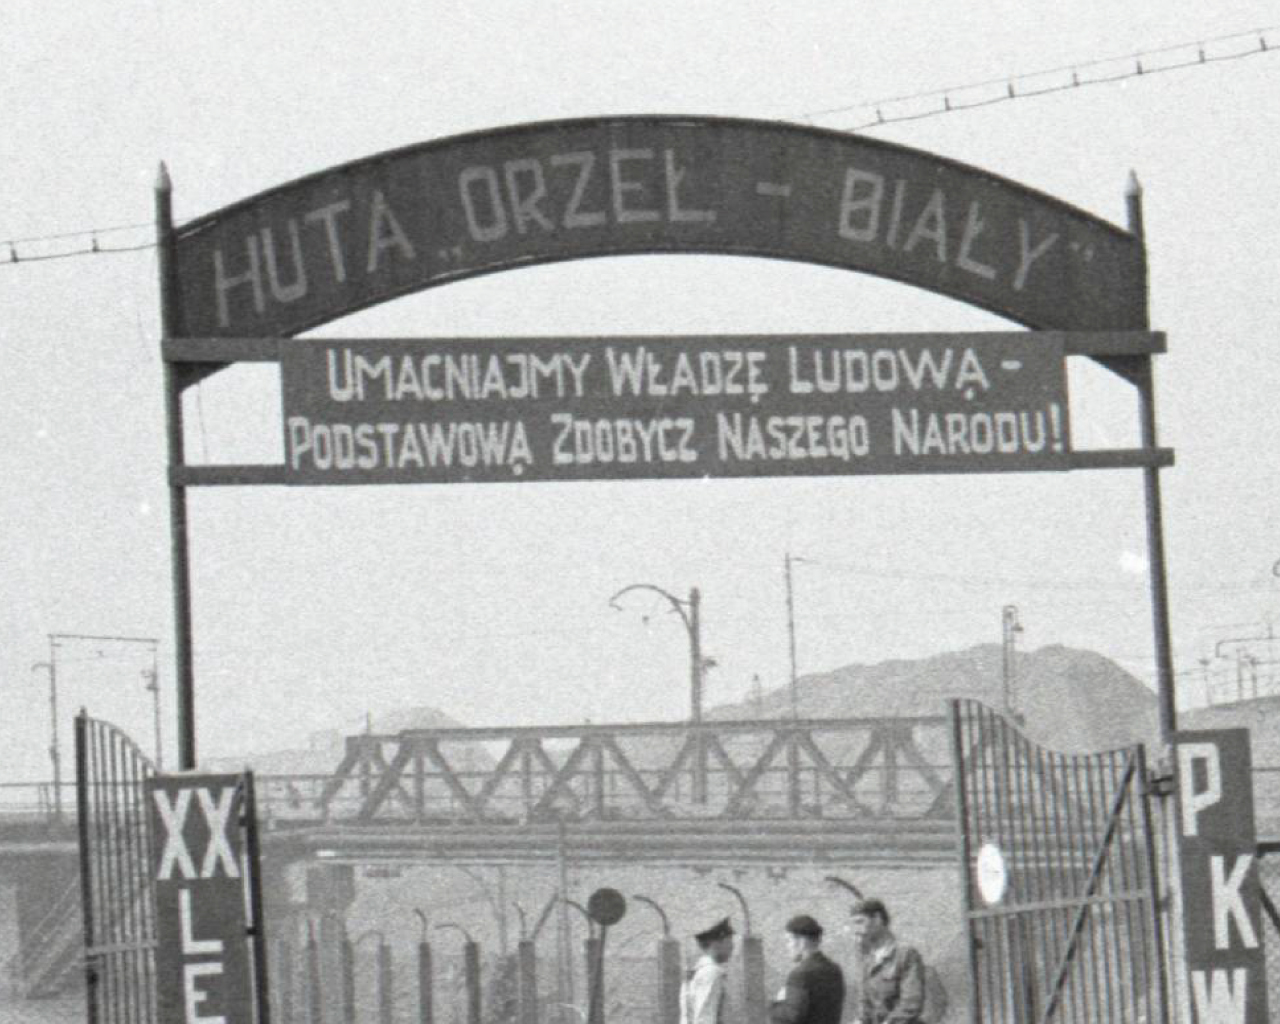 HUTA „ORZEŁ - BIAŁY"
UMACNIAJMY WŁADZĘ LUDOWĄ -
PODSTAWOWĄ ZDOBYCZ NASZEGO NARODU!
XX
L
E
P
K
W